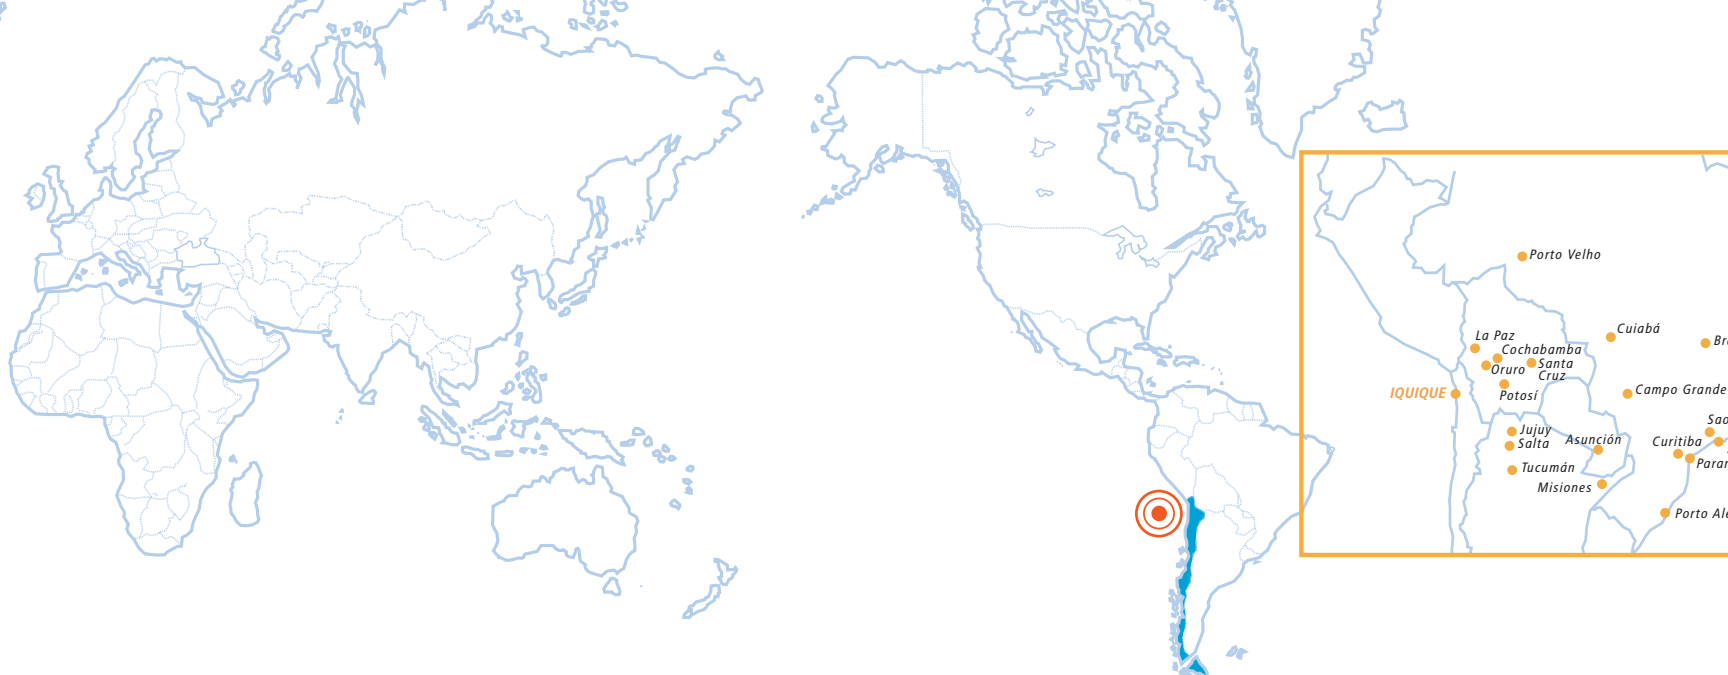 Porto Velho
Cuiabá
La Paz
Cochabamba
Oruro
Santa
Cruz
IQUIQUE
Potosí
Campo Grande
Jujuy
Salta
Asunción
Curitiba
Tucumán
Misiones